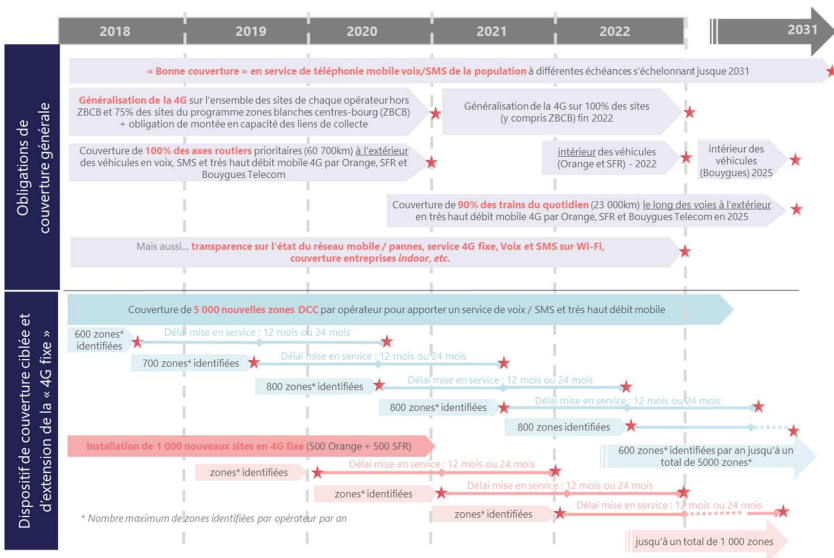 2018 2019 2020 2021 2022 2031
Obligations de
couverture générale
« Bonne couverture » en service de téléphonie mobile voix/SMS de la population à différentes échéances s'échelonnant jusque 2031
Généralisation de la 4G sur l'ensemble des sites de chaque opérateur hors
ZBCB et 75% des sites du programme zones blanches centres-bourg (ZBCB)
+ obligation de montée en capacité des liens de collecte
Généralisation de la 4G sur 100% des sites
(y compris ZBCB) fin 2022
Couverture de 100% des axes routiers prioritaires (60 700km) à l'extérieur
des véhicules en voix, SMS et très haut débit mobile 4G par Orange, SFR et
Bouygues Telecom
intérieur des véhicules
(Orange et SFR) - 2022
intérieur des
véhicules
(Bouygues) 2025
Couverture de 90% des trains du quotidien (23 000km) le long des voies à l'extérieur
en très haut débit mobile 4G par Orange, SFR et Bouygues Telecom en 2025
Mais aussi... transparence sur l'état du réseau mobile / pannes, service 4G fixe, Voix et SMS sur Wi-Fi,
couverture entreprises indoor, etc.
Dispositif de couverture ciblée et
d'extension de la « 4G fixe »
Couverture de 5 000 nouvelles zones DCC par opérateur pour apporter un service de voix / SMS et très haut débit mobile
600 zones*
identifiées
Délai mise en service : 12 mois ou 24 mois
700 zones* identifiées
Délai mise en service : 12 mois ou 24 mois
800 zones* identifiées
Délai mise en service : 12 mois ou 24 mois
800 zones* identifiées
Délai mise en service : 12 mois ou 24 mois
800 zones identifiées
600 zones* identifiées par an jusqu'à un
total de 5000 zones*
Installation de 1 000 nouveaux sites en 4G fixe (500 Orange + 500 SFR)
zones* identifiées
Délai mise en service : 12 mois ou 24 mois
zones* identifiées
Délai mise en service : 12 mois ou 24 mois
zones* identifiées
Délai mise en service : 12 mois ou 24 mois
jusqu'à un total de 1 000 zones
* Nombre maximum de zones identifiées par opérateur par an